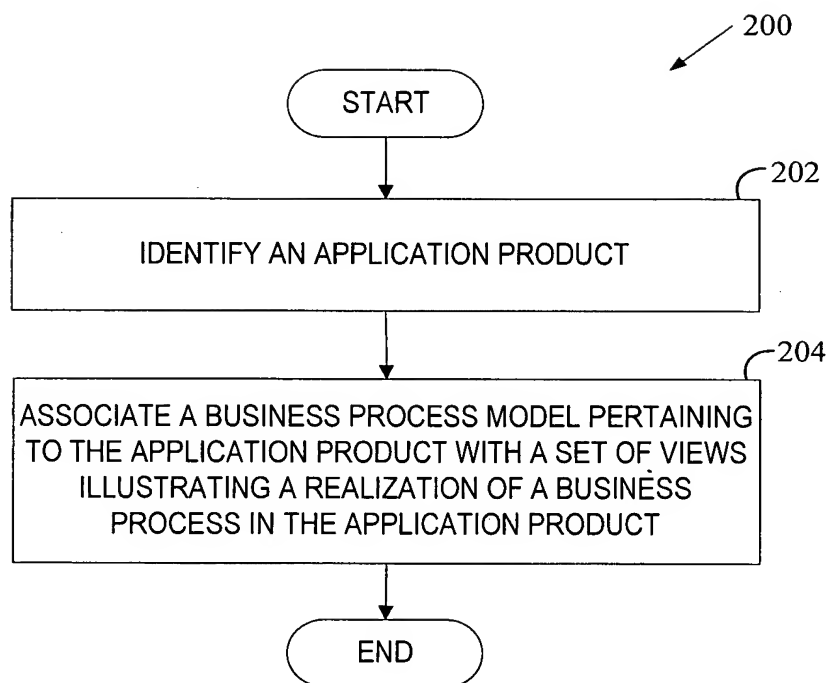 200
START
202
IDENTIFY AN APPLICATION PRODUCT
204
ASSOCIATE A BUSINESS PROCESS MODEL PERTAINING
TO THE APPLICATION PRODUCT WITH A SET OF VIEWS
ILLUSTRATING A REALIZATION OF A BUSINESS
PROCESS IN THE APPLICATION PRODUCT
END